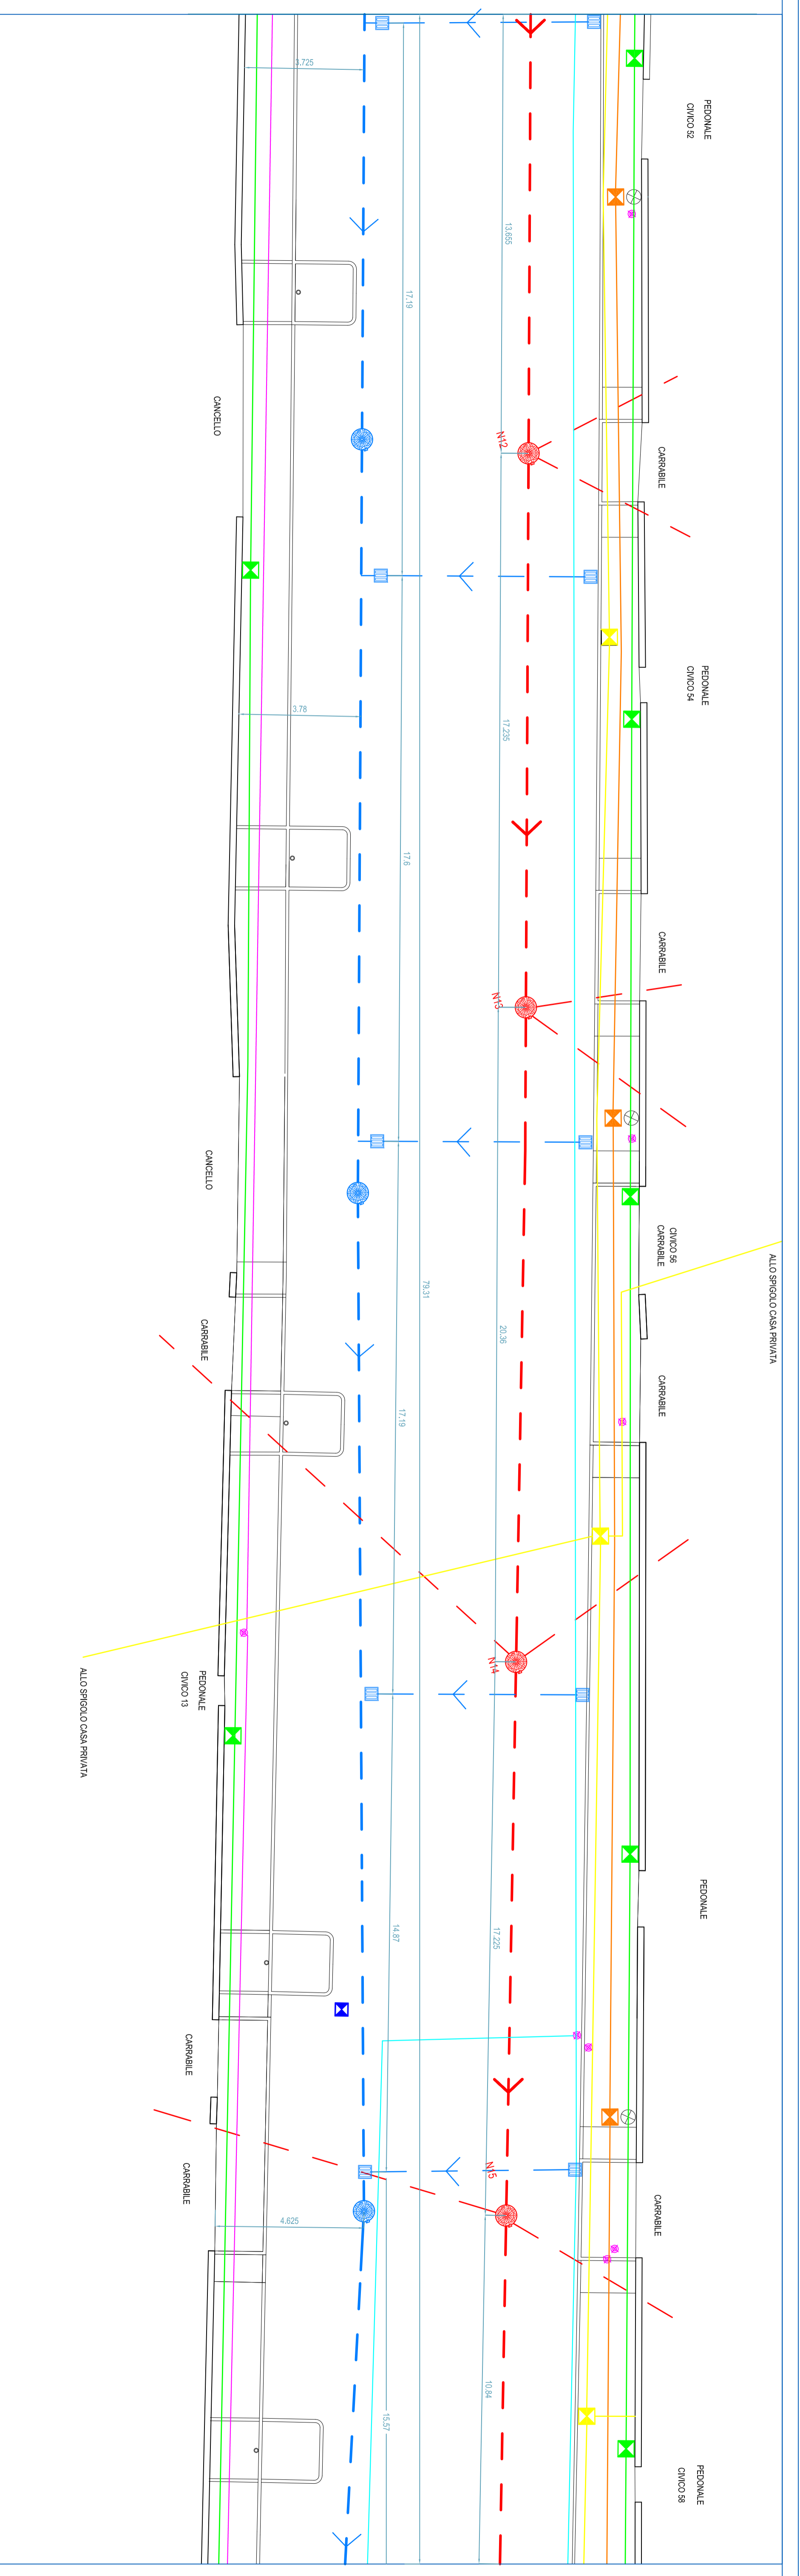 3.725
PEDONALE
CIVICO 52
13.655
17.19
CANCELLO
N12
CARRABILE
3.78
17.235
PEDONALE
CIVICO 54
17.6
CARRABILE
N13
CANCELLO
CIVICO 56
CARRABILE
79.31
ALLO SPIGOLO CASA PRIVATA
20.36
CARRABILE
CARRABILE
17.19
N14
ALLO SPIGOLO CASA PRIVATA
PEDONALE
CIVICO 13
PEDONALE
14.87
17.225
CARRABILE
N15
CARRABILE
CARRABILE
4.625
10.84
15.57
PEDONALE
CIVICO 58